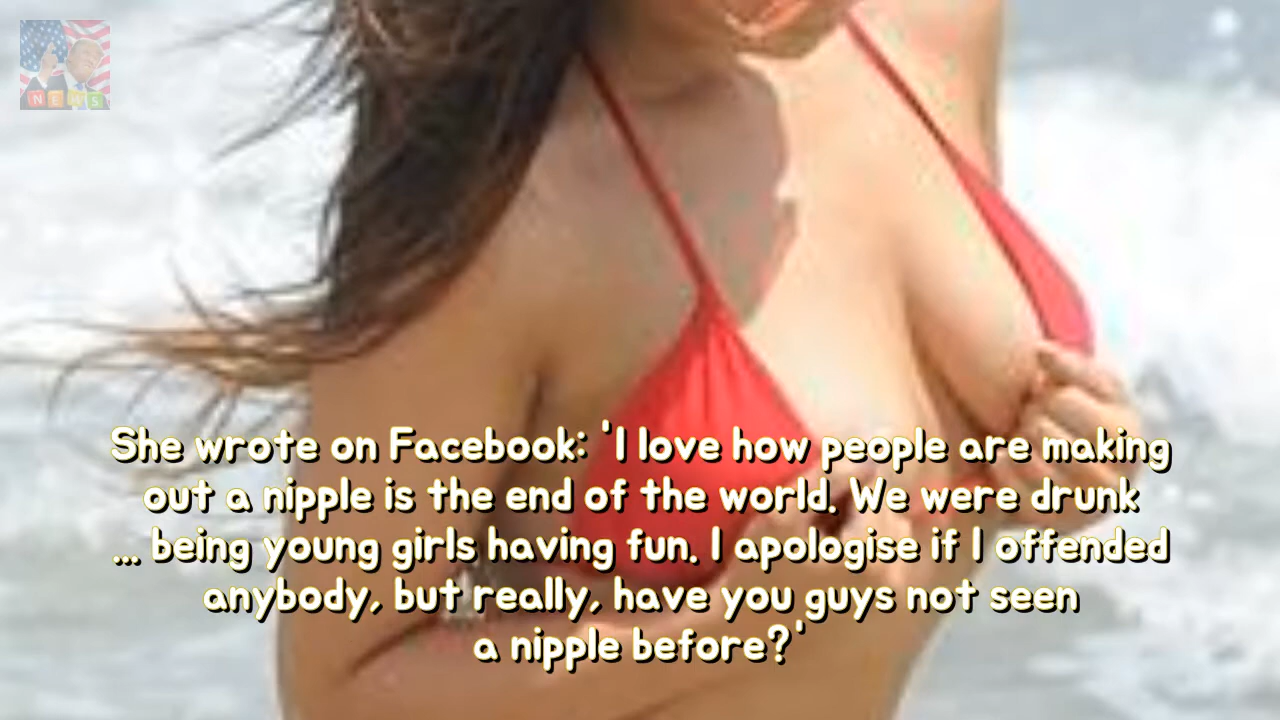 NEWS
She wrote on Facebook: 'I love how people are making
out a nipple is the end of the world. We were drunk
... being young girls having fun. I apologise if I offended
anybody, but really, have you guys not seen
a nipple before?'